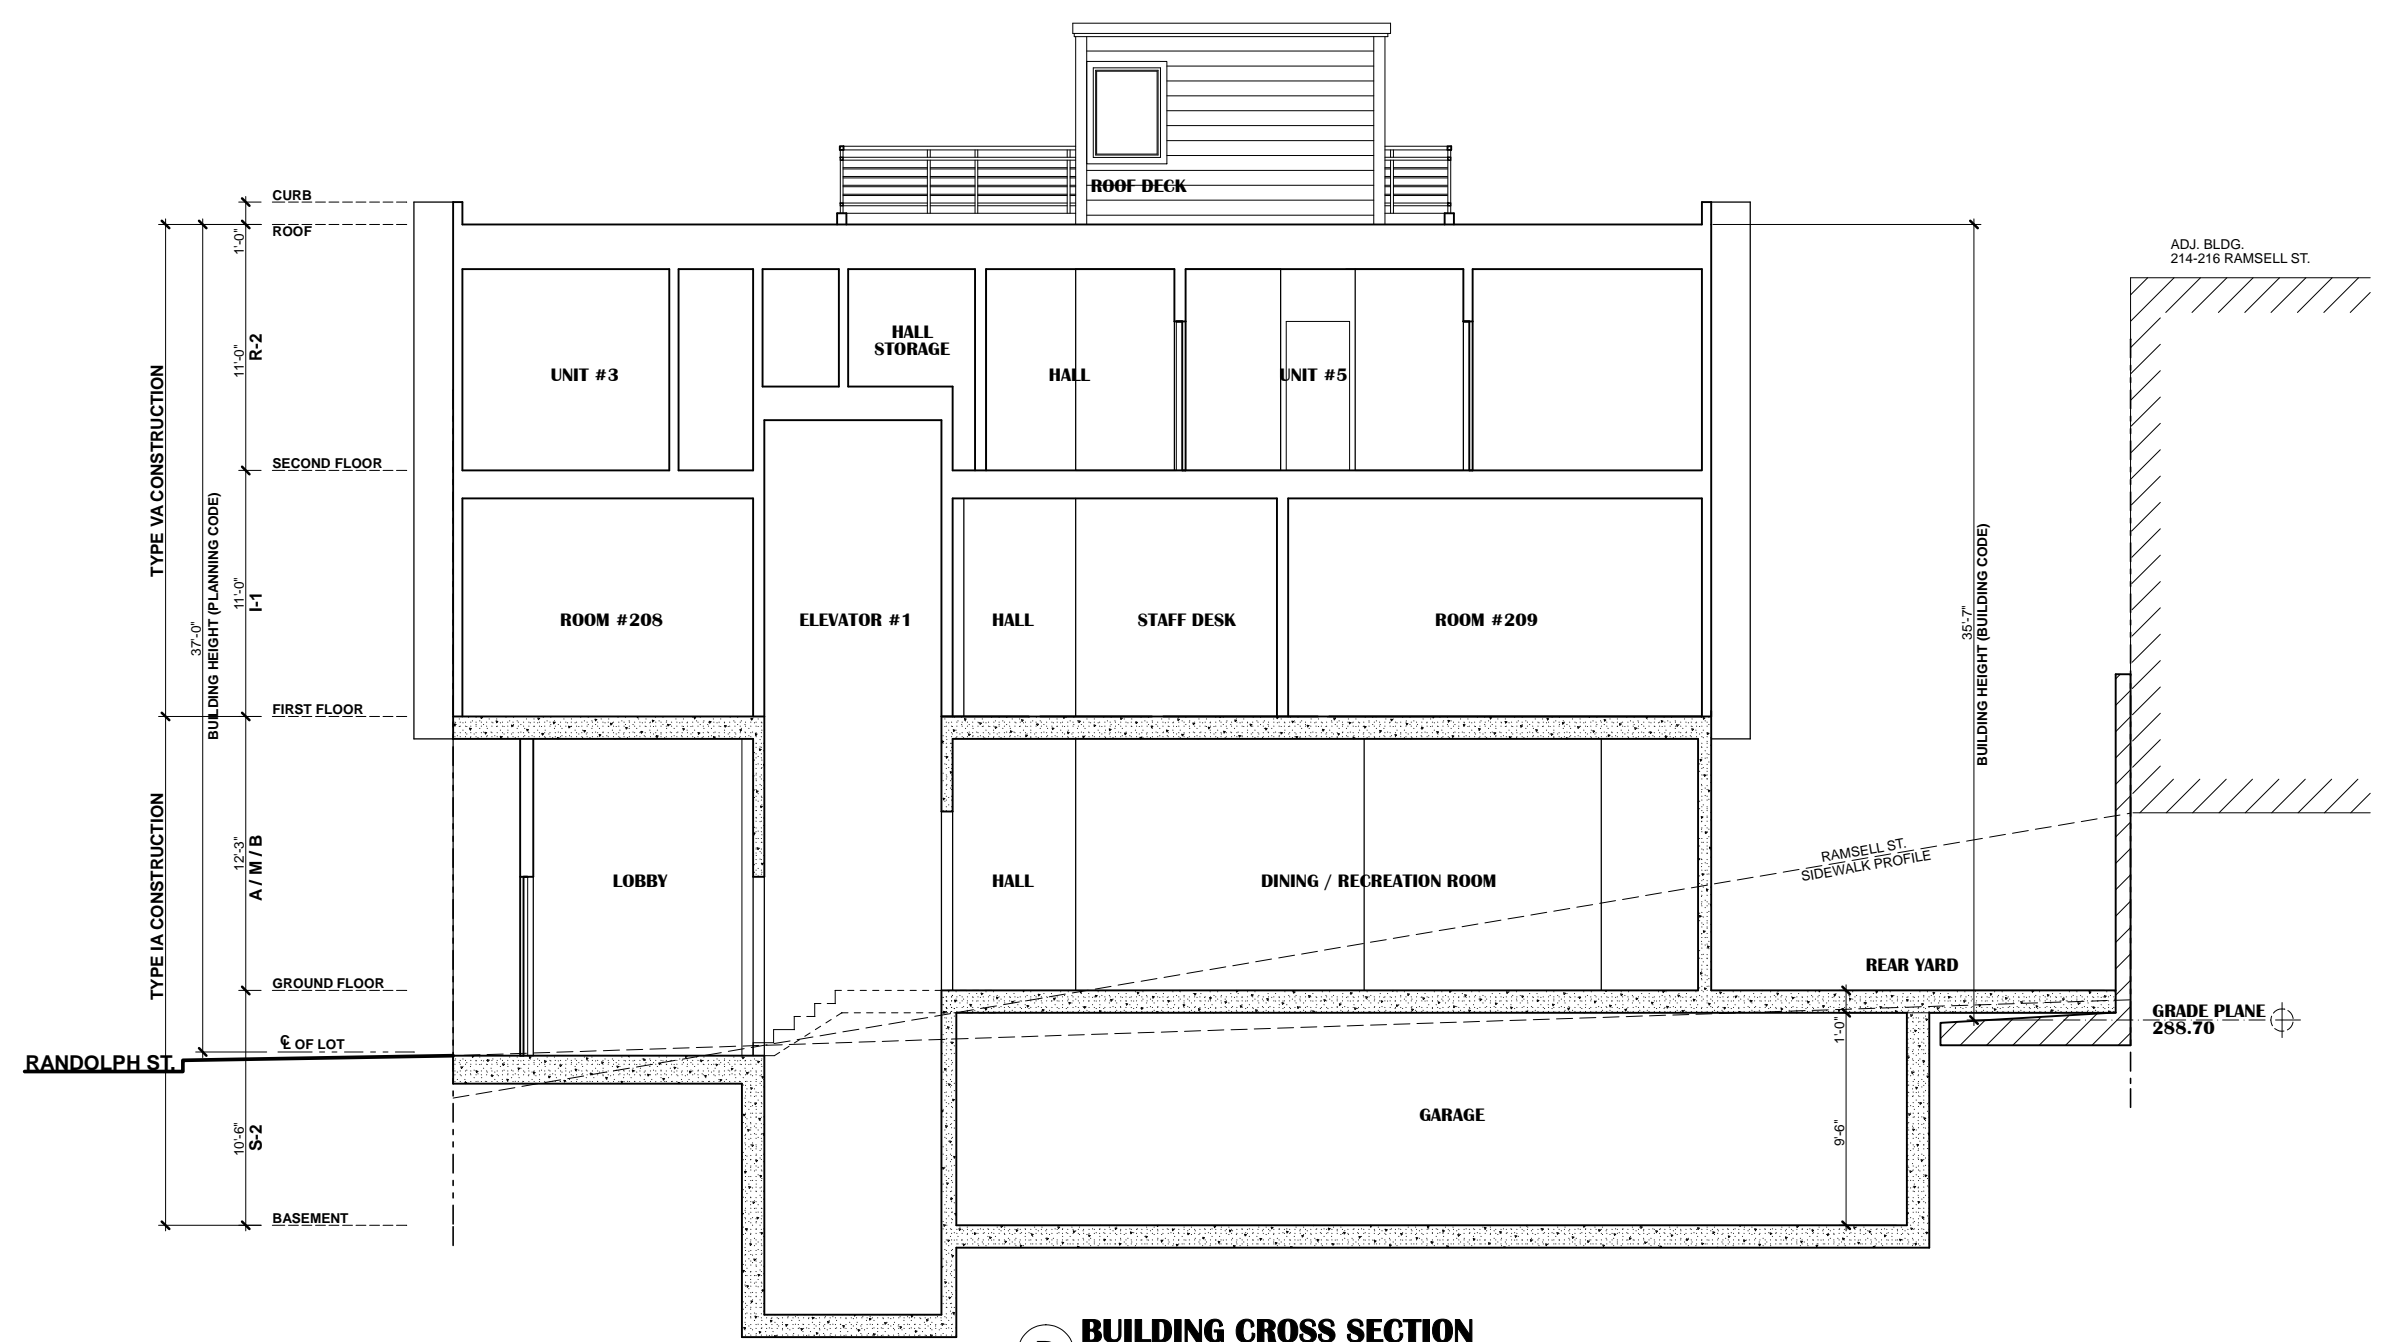 ROOF DECK
CURB
ROOF
1'-0"
ADJ. BLDG.
214-216 RAMSELL ST.
TYPE VA CONSTRUCTION
11'-0"
R-2
HALL
STORAGE
UNIT #3
HALL
UNIT #5
SECOND FLOOR
37'-0"
BUILDING HEIGHT (PLANNING CODE)
11'-0"
I-1
ROOM #208
ELEVATOR #1
HALL
STAFF DESK
ROOM #209
35'-7"
BUILDING HEIGHT (BUILDING CODE)
FIRST FLOOR
TYPE IA CONSTRUCTION
12'-3"
A / M / B
LOBBY
HALL
DINING / RECREATION ROOM
RAMSELL ST.
SIDEWALK PROFILE
REAR YARD
GROUND FLOOR
GRADE PLANE
288.70
1'-0"
℄ OF LOT
RANDOLPH ST.
10'-6"
S-2
GARAGE
9'-6"
BASEMENT
BUILDING CROSS SECTION